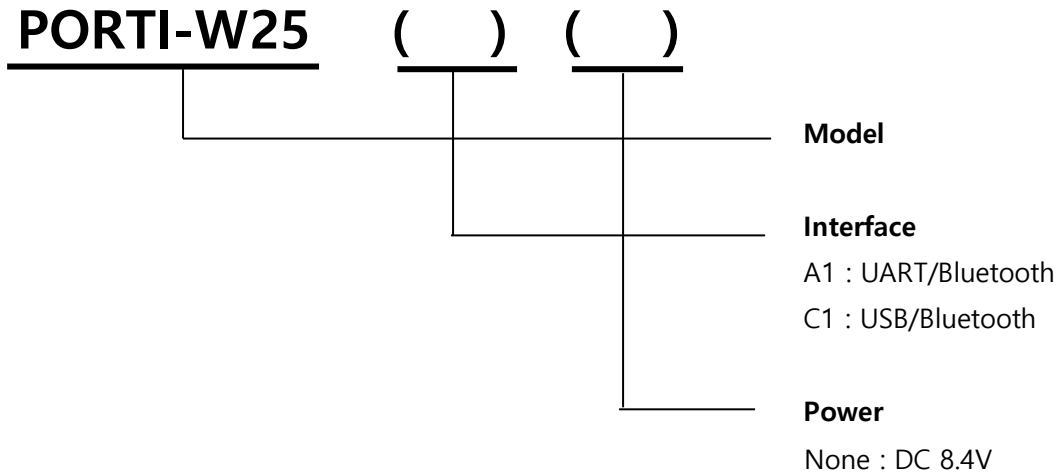 PORTI-W25 ( ) ( )
Model
Interface
A1 : UART/Bluetooth
C1 : USB/Bluetooth
Power
None : DC 8.4V